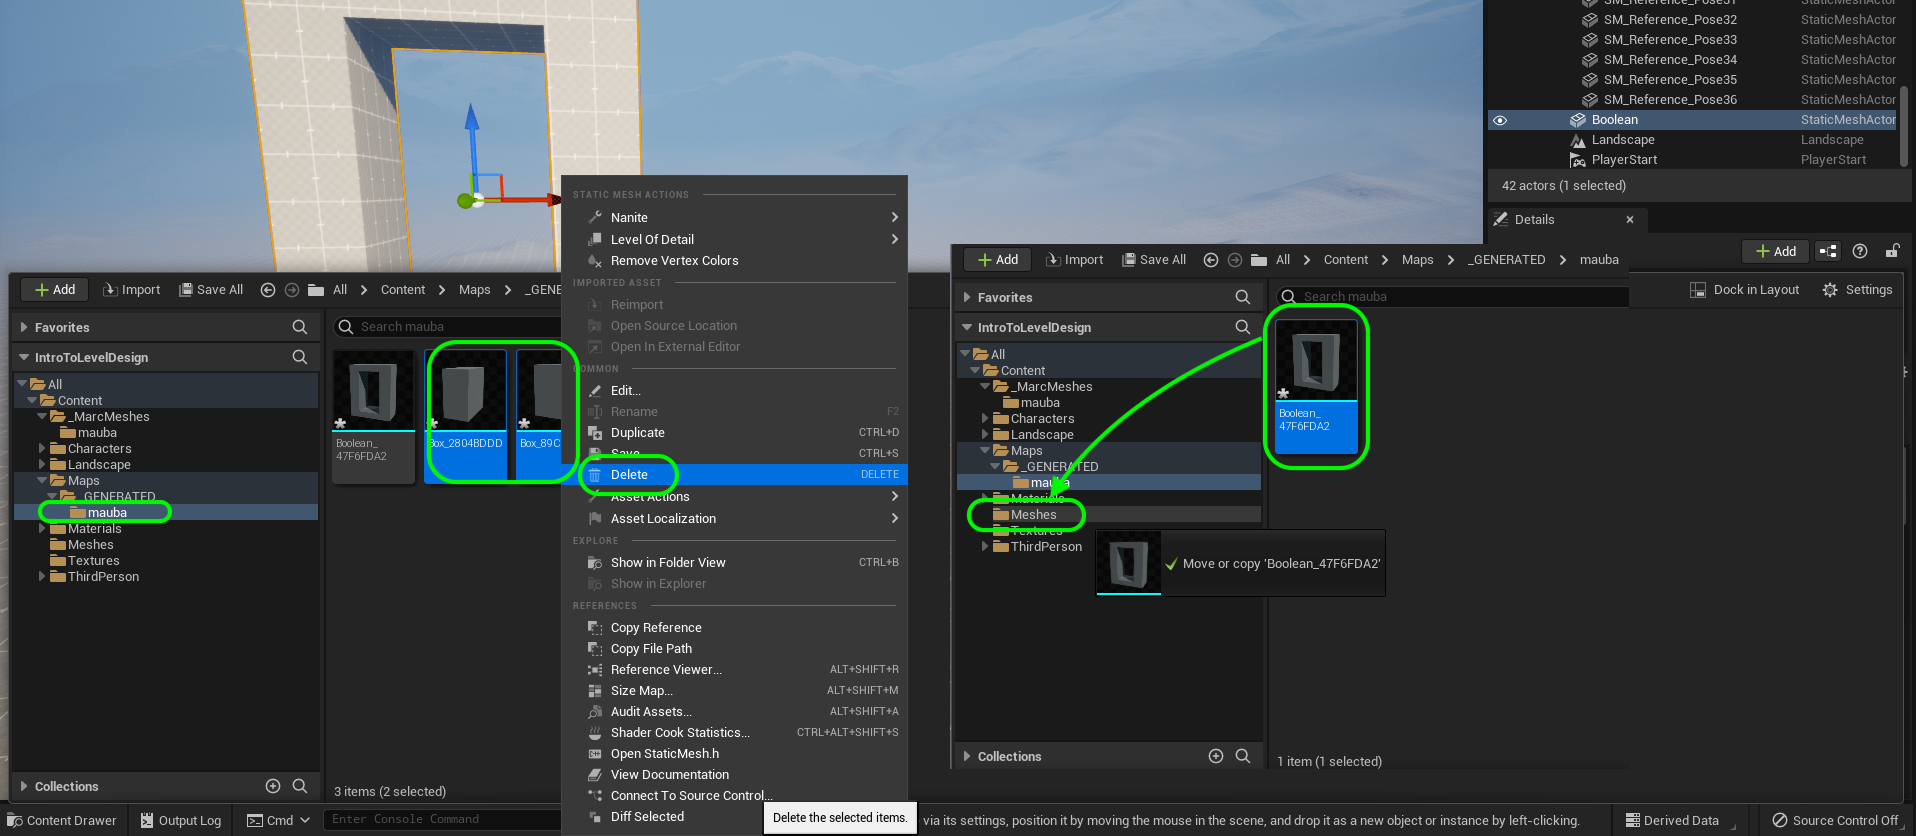 SM_Reference_Pose31 StaticMeshActor
SM_Reference_Pose32 StaticMeshActor
SM_Reference_Pose33 StaticMeshActor
SM_Reference_Pose34 StaticMeshActor
SM_Reference_Pose35 StaticMeshActor
SM_Reference_Pose36 StaticMeshActor
Boolean StaticMeshActor
Landscape Landscape
PlayerStart PlayerStart
42 actors (1 selected)
Details
Add
Dock in Layout Settings
Add Import Save All All Content Maps _GENE
Favorites
Search mauba
IntroToLevelDesign
All
Content
_MarcMeshes
mauba
Characters
Landscape
Maps
_GENERATED
mauba
Materials
Meshes
Textures
ThirdPerson
Collections
Boolean_
47F6FDA2
Box_2804BDDD
Box_89C
3 items (2 selected)
STATIC MESH ACTIONS
Nanite
Level Of Detail
Remove Vertex Colors
IMPORTED ASSET
Reimport
Open Source Location
Open In External Editor
COMMON
Edit...
Rename F2
Duplicate CTRL+D
Save CTRL+S
Delete DELETE
Asset Actions
Asset Localization
EXPLORE
Show in Folder View CTRL+B
Show in Explorer
REFERENCES
Copy Reference
Copy File Path
Reference Viewer... ALT+SHIFT+R
Size Map... ALT+SHIFT+M
Audit Assets... ALT+SHIFT+A
Shader Cook Statistics... CTRL+ALT+SHIFT+S
Open StaticMesh.h
View Documentation
Connect To Source Control...
Diff Selected
Delete the selected items.
Add Import Save All All Content Maps _GENERATED mauba
Favorites
Search mauba
IntroToLevelDesign
All
Content
_MarcMeshes
mauba
Characters
Landscape
Maps
_GENERATED
mauba
Materials
Meshes
Textures
ThirdPerson
Boolean_
47F6FDA2
Move or copy 'Boolean_47F6FDA2'
Collections
1 item (1 selected)
Content Drawer Output Log Cmd Enter Console Command
via its settings, position it by moving the mouse in the scene, and drop it as a new object or instance by left-clicking.
Derived Data Source Control Off